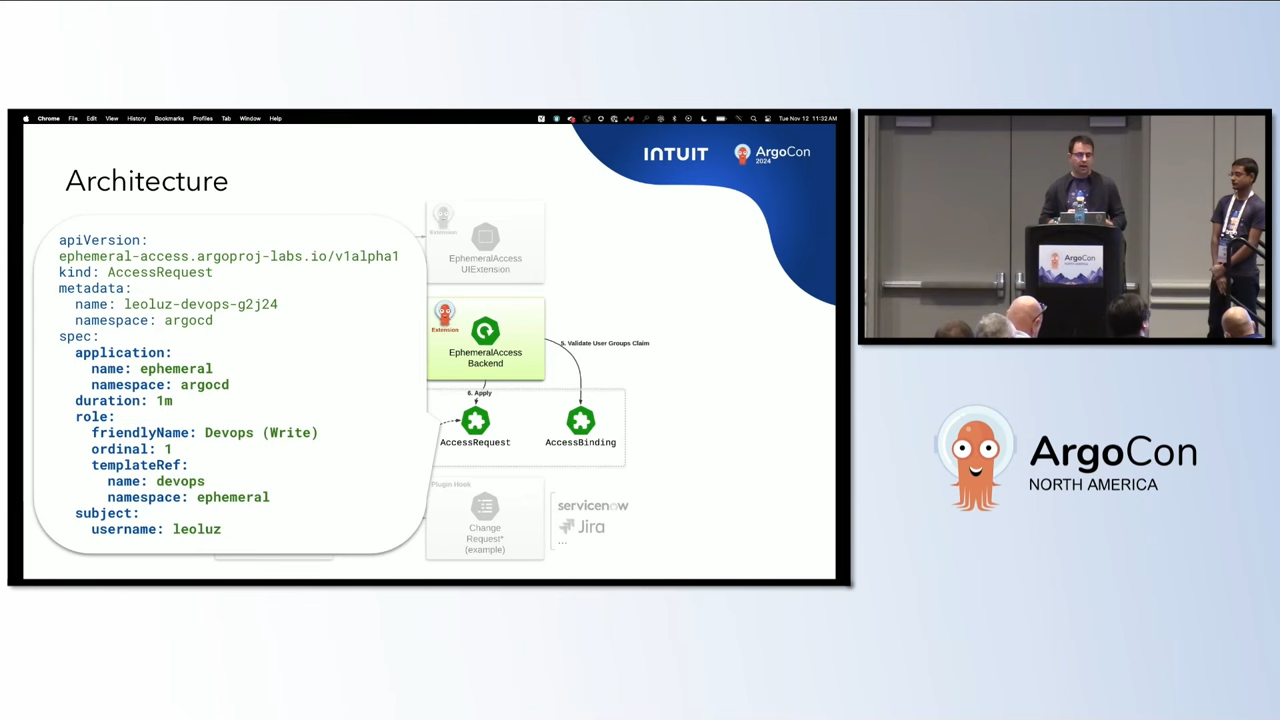 Chrome File Edit View History Bookmarks Profiles Tab Window Help
Tue Nov 12 11:32AM
INTUIT
ArgoCon
2024
Architecture
apiVersion:
ephemeral-access.argoproj-labs.io/v1alpha1
kind: AccessRequest
metadata:
name: leoluz-devops-g2j24
namespace: argocd
spec:
application:
name: ephemeral
namespace: argocd
duration: 1m
role:
friendlyName: Devops (Write)
ordinal: 1
templateRef:
name: devops
namespace: ephemeral
subject:
username: leoluz
Extension
EphemeralAccess
UIExtension
Extension
EphemeralAccess
Backend
5. Validate User Groups Claim
6. Apply
AccessRequest
AccessBinding
Plugin Hook
Change
Request*
(example)
servicenow
Jira
...
ArgoCon
ArgoCon
NORTH AMERICA